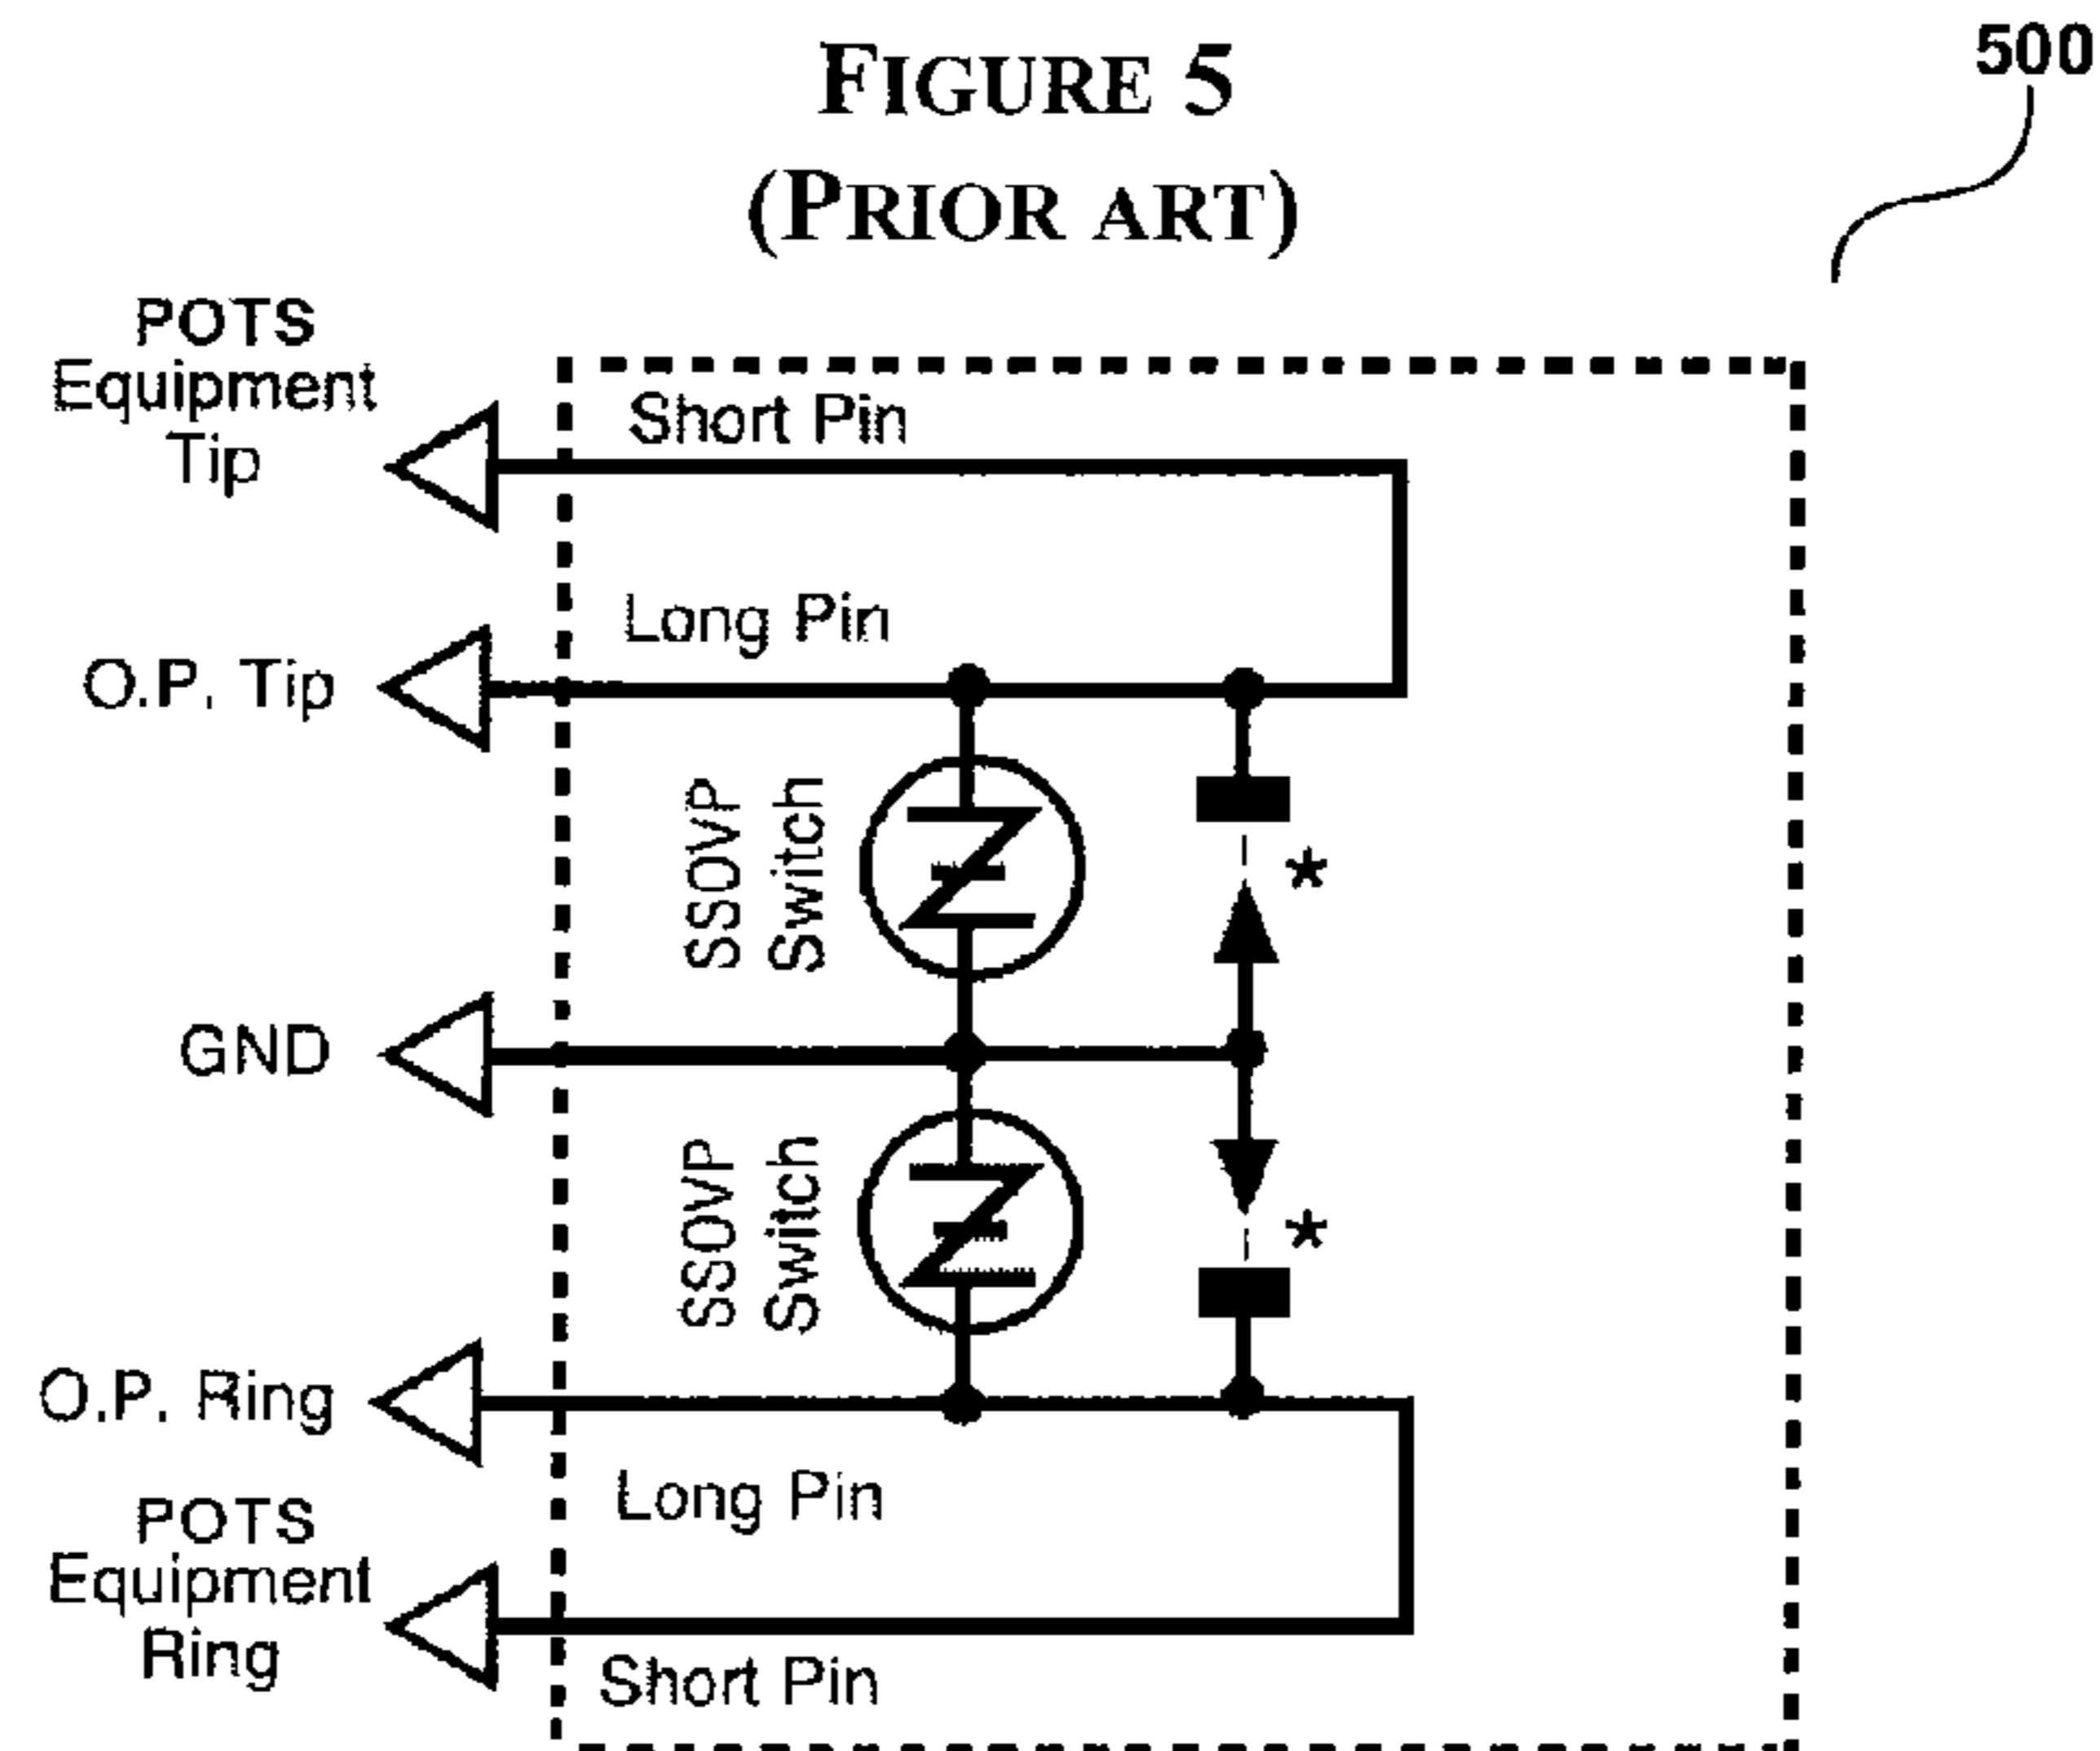 FIGURE 5
(PRIOR ART)
500
POTS
Equipment
Tip
Short Pin
Long Pin
O.P. Tip
SSOVP
Switch
*
GND
SSOVP
Switch
*
O.P. Ring
Long Pin
POTS
Equipment
Ring
Short Pin